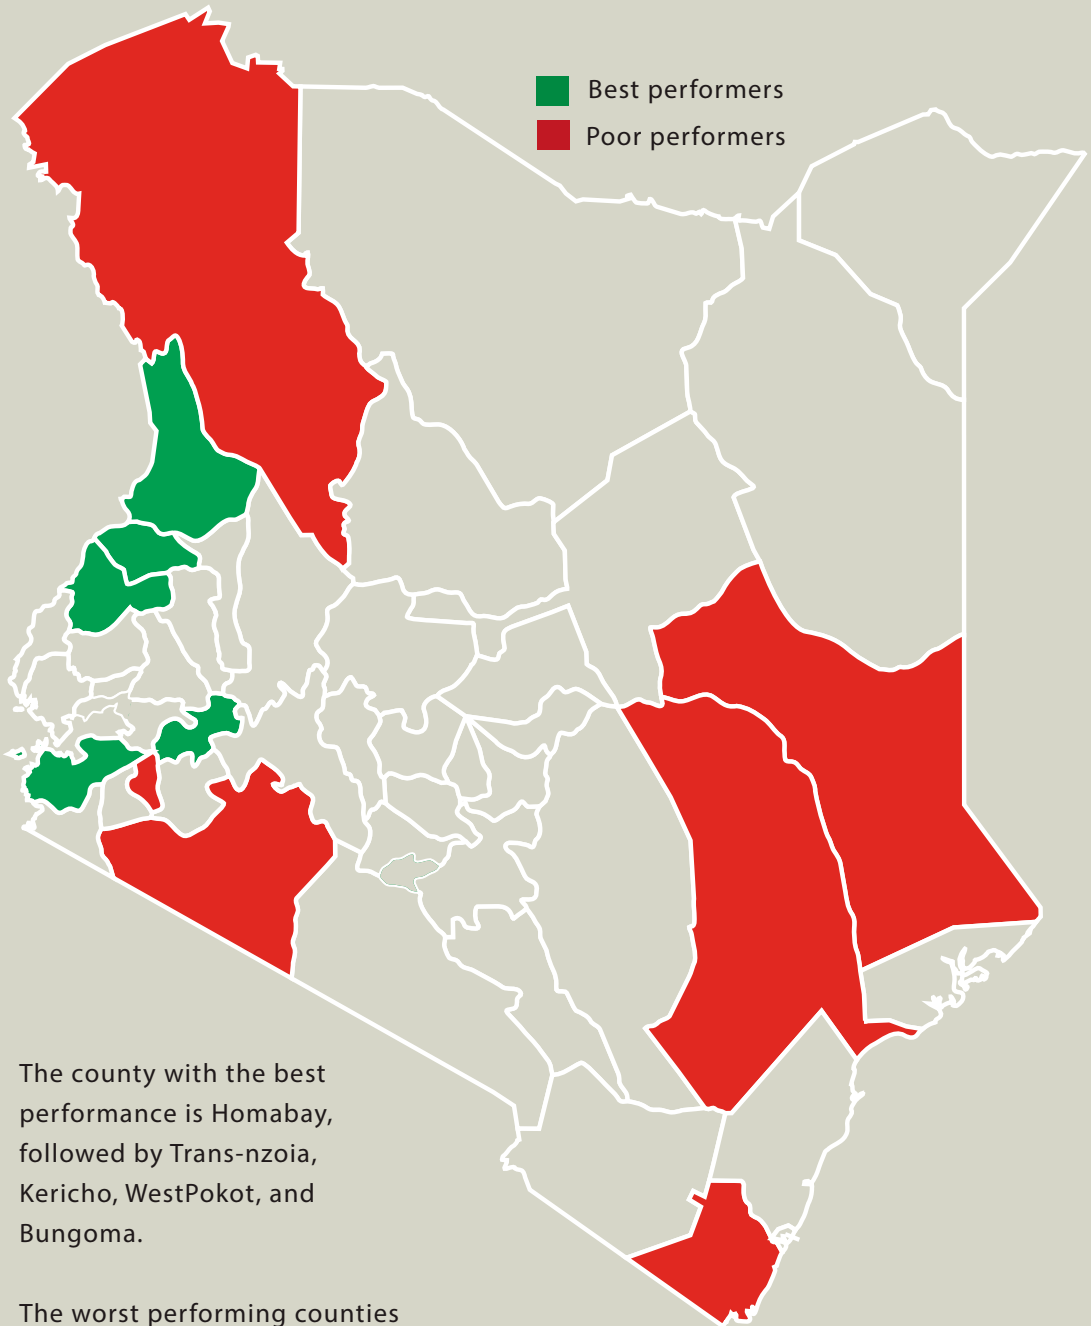 Best performers
Poor performers
The county with the best
performance is Homabay,
followed by Trans-nzoia,
Kericho, WestPokot, and
Bungoma.
The worst performing counties